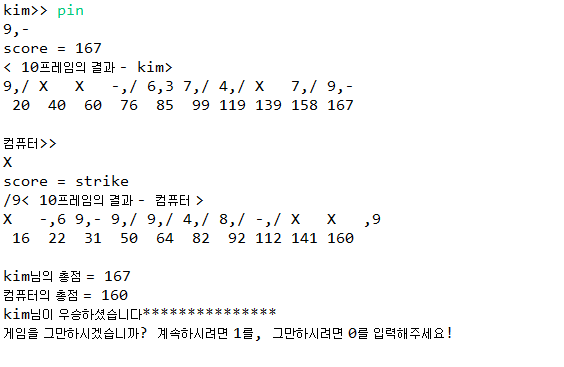 kim>> pin
9,-
score = 167
< 10프레임의 결과 - kim>
9,/ X   X   -,/ 6,3 7,/ 4,/ X   7,/ 9,-
20  40  60  76  85  99 119 139 158 167
컴퓨터>>
X
score = strike
/9< 10프레임의 결과 - 컴퓨터 >
X   -,6 9,- 9,/ 9,/ 4,/ 8,/ -,/ X   X   ,9
16  22  31  50  64  82  92 112 141 160
kim님의 총점 = 167
컴퓨터의 총점 = 160
kim님이 우승하셨습니다***************
게임을 그만하시겠습니까? 계속하시려면 1를, 그만하시려면 0를 입력해주세요!